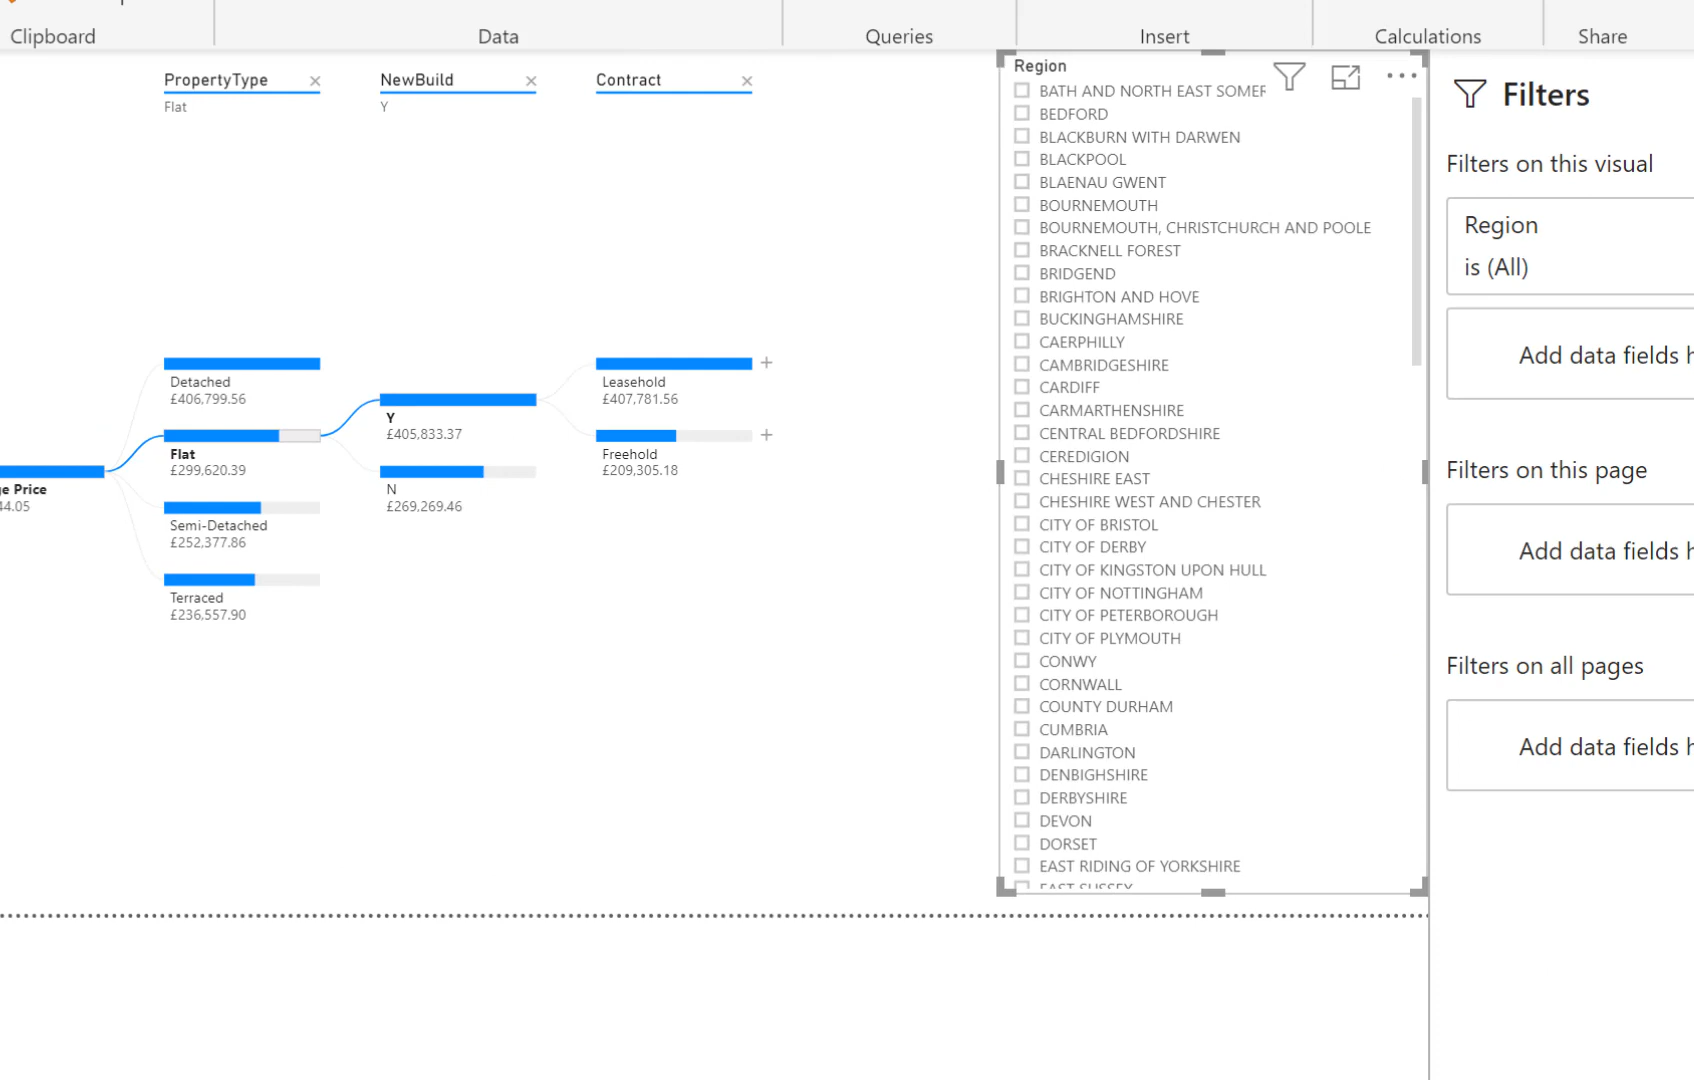 Clipboard
Data
Queries
Insert
Calculations
Share
PropertyType
Flat
NewBuild
Y
Contract
Detached
£406,799.56
Flat
£299,620.39
Semi-Detached
£252,377.86
Terraced
£236,557.90
Y
£405,833.37
N
£269,269.46
Leasehold
£407,781.56
Freehold
£209,305.18
e Price
44.05
Region
BATH AND NORTH EAST SOMER
BEDFORD
BLACKBURN WITH DARWEN
BLACKPOOL
BLAENAU GWENT
BOURNEMOUTH
BOURNEMOUTH, CHRISTCHURCH AND POOLE
BRACKNELL FOREST
BRIDGEND
BRIGHTON AND HOVE
BUCKINGHAMSHIRE
CAERPHILLY
CAMBRIDGESHIRE
CARDIFF
CARMARTHENSHIRE
CENTRAL BEDFORDSHIRE
CEREDIGION
CHESHIRE EAST
CHESHIRE WEST AND CHESTER
CITY OF BRISTOL
CITY OF DERBY
CITY OF KINGSTON UPON HULL
CITY OF NOTTINGHAM
CITY OF PETERBOROUGH
CITY OF PLYMOUTH
CONWY
CORNWALL
COUNTY DURHAM
CUMBRIA
DARLINGTON
DENBIGHSHIRE
DERBYSHIRE
DEVON
DORSET
EAST RIDING OF YORKSHIRE
EAST SUSSEX
Filters
Filters on this visual
Region
is (All)
Add data fields h
Filters on this page
Add data fields h
Filters on all pages
Add data fields h